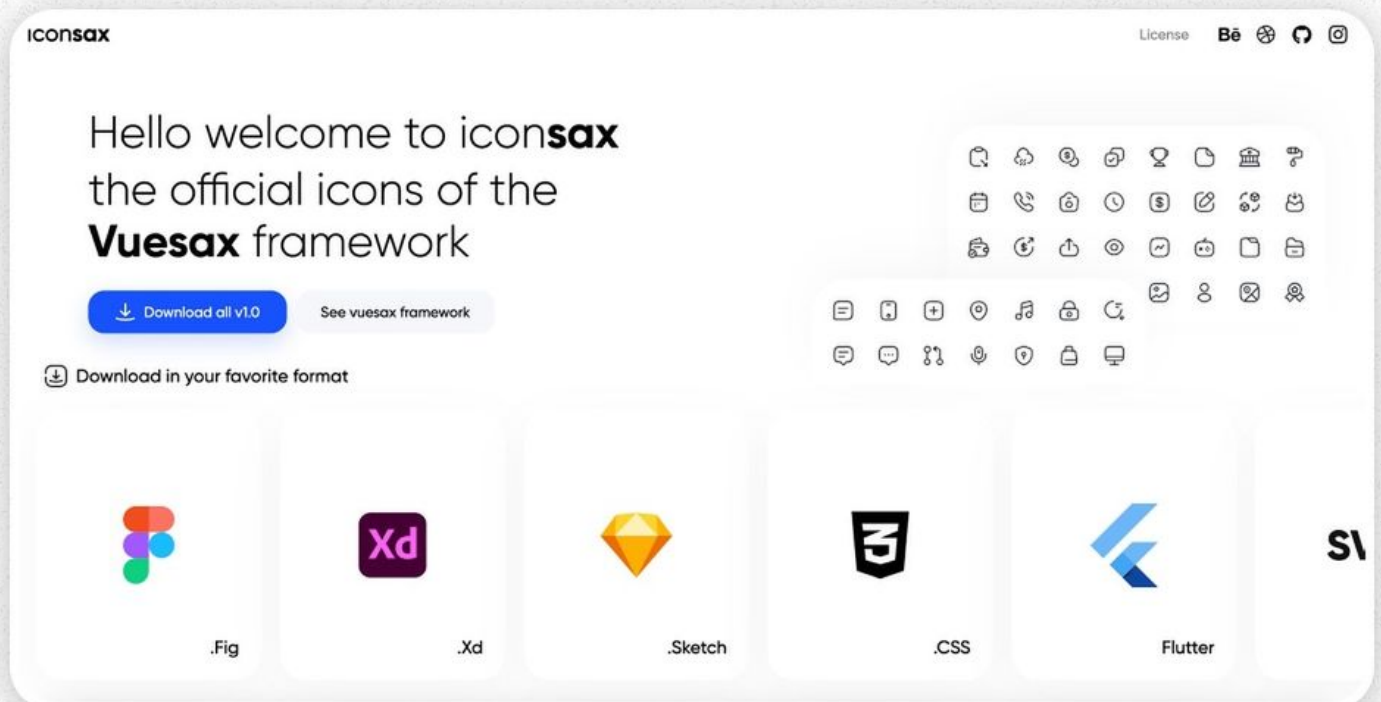 iconsax
License Bē
Hello welcome to iconsax
the official icons of the
Vuesax framework
Download all v1.0
See vuesax framework
Download in your favorite format
Xd
3
.Fig
.Xd
.Sketch
.CSS
Flutter